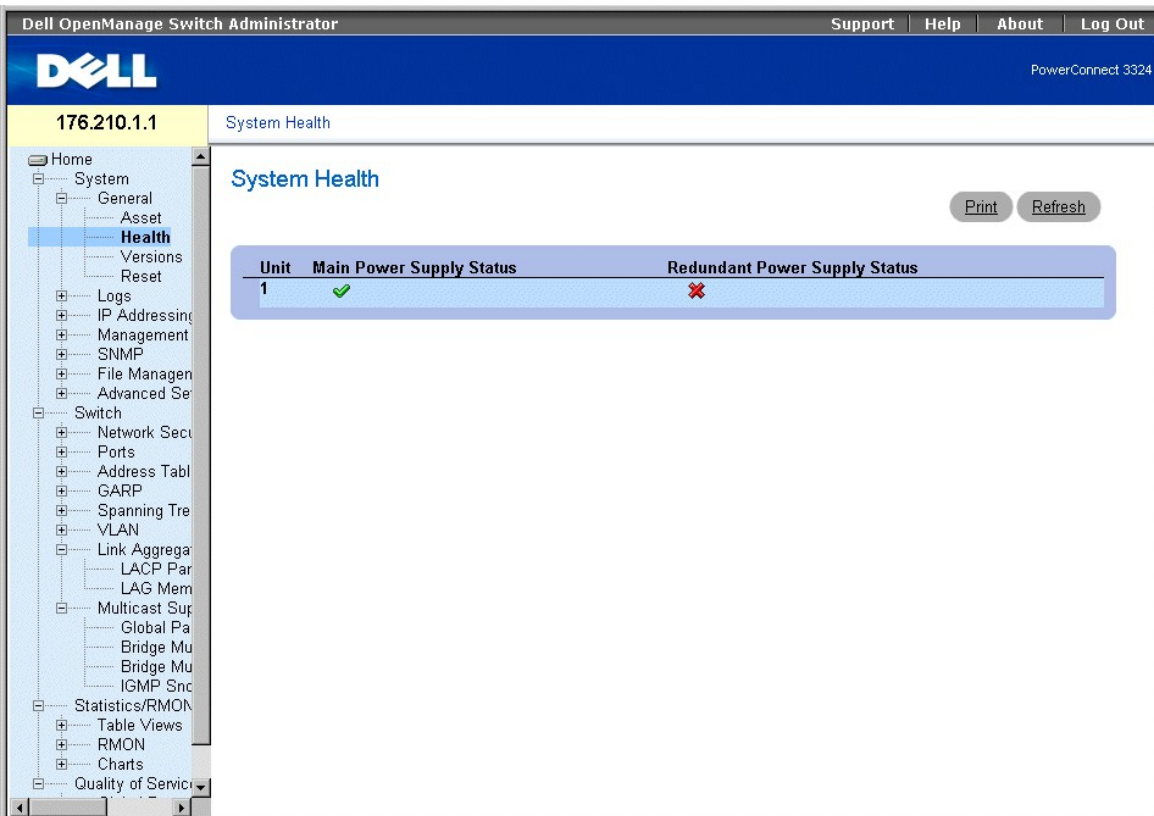 Dell OpenManage Switch Administrator
Support | Help | About | Log Out
DELL
PowerConnect 3324
176.210.1.1
System Health
Home
System
General
Asset
Health
Versions
Reset
Logs
IP Addressing
Management
SNMP
File Managen
Advanced Se
Switch
Network Secu
Ports
Address Tabl
GARP
Spanning Tre
VLAN
Link Aggrega
LACP Par
LAG Mem
Multicast Sup
Global Pa
Bridge Mu
Bridge Mu
IGMP Sno
Statistics/RMON
Table Views
RMON
Charts
Quality of Servic
System Health
Print Refresh
Unit Main Power Supply Status Redundant Power Supply Status
1